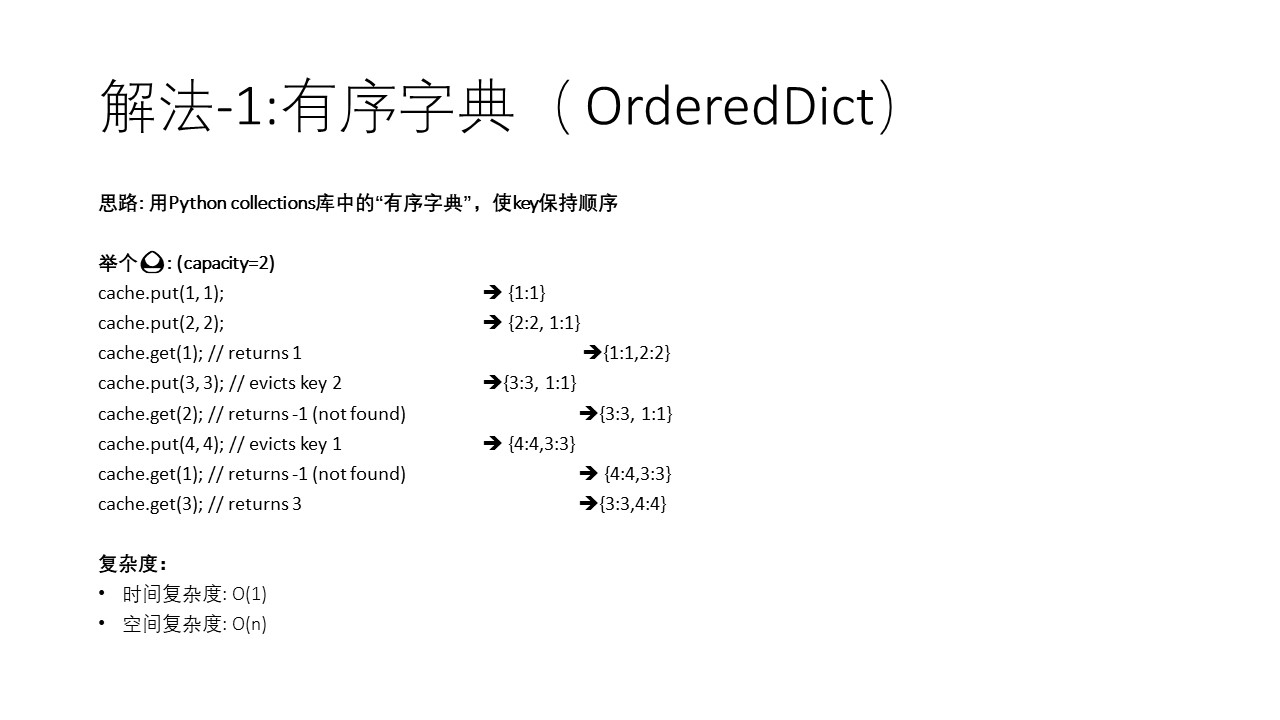 解法-1:有序字典（OrderedDict）
思路: 用Python collections库中的“有序字典”，使key保持顺序
举个🍙: (capacity=2)
cache.put(1, 1); ➔ {1:1}
cache.put(2, 2); ➔ {2:2, 1:1}
cache.get(1); // returns 1 ➔{1:1,2:2}
cache.put(3, 3); // evicts key 2 ➔{3:3, 1:1}
cache.get(2); // returns -1 (not found) ➔{3:3, 1:1}
cache.put(4, 4); // evicts key 1 ➔ {4:4,3:3}
cache.get(1); // returns -1 (not found) ➔ {4:4,3:3}
cache.get(3); // returns 3 ➔{3:3,4:4}
复杂度：
• 时间复杂度: O(1)
• 空间复杂度: O(n)